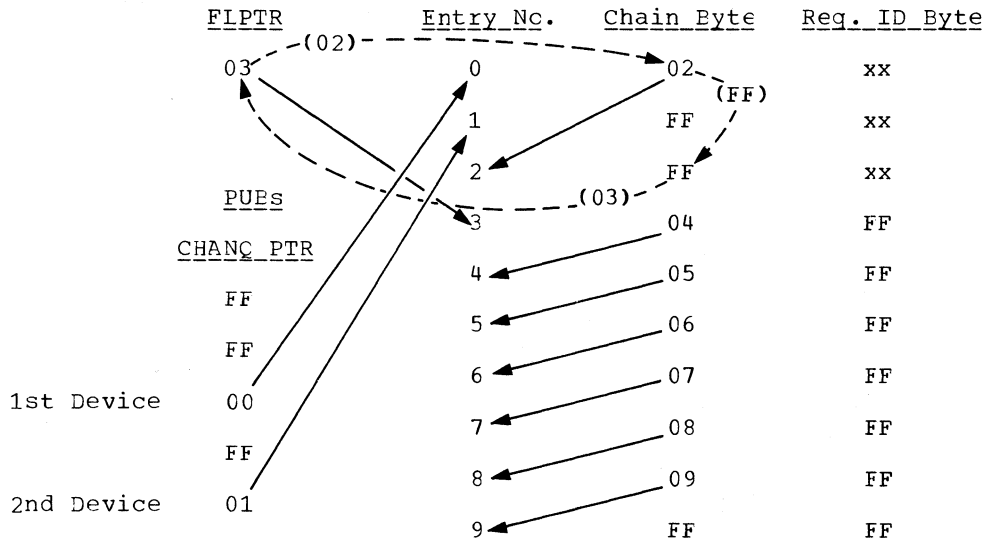 FLPTR Entry Nc. Chain Byte Req. ID Byte
(02)
03 0 02 xx
(FF)
1 FF xx
2 FF xx
(03)
PUBs
3 04 FF
CHANQ PTR
4 05 FF
FF
5 06 FF
FF
6 07 FF
1st Device 00
7 08 FF
FF
8 09 FF
2nd Device 01
9 FF FF